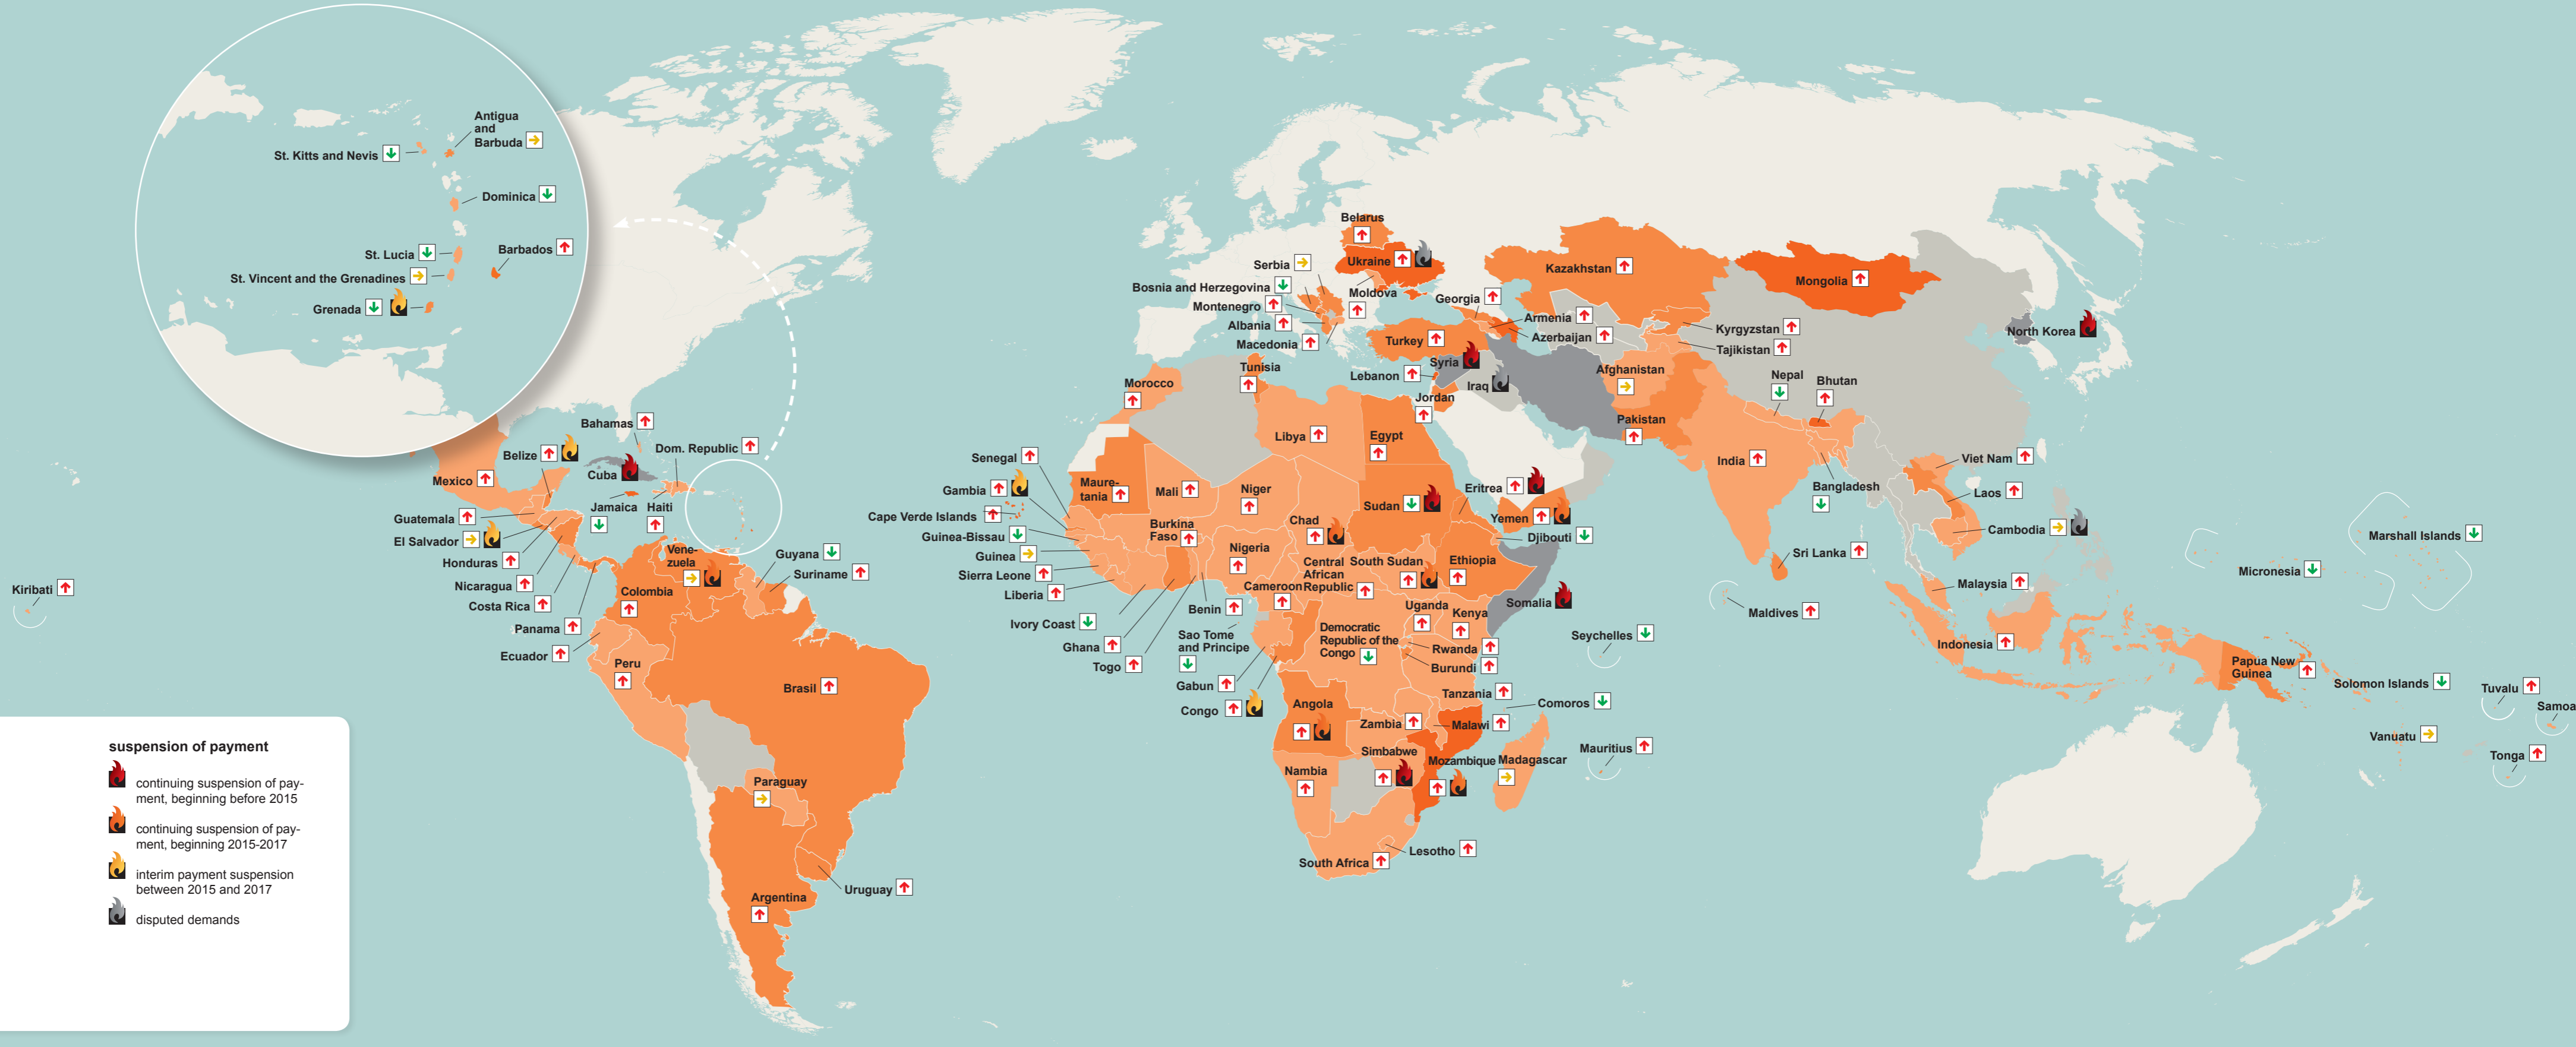 Antigua
and
Barbuda
St. Kitts and Nevis
Dominica
St. Lucia
Barbados
St. Vincent and the Grenadines
Grenada
Bahamas
Belize
Dom. Republic
Cuba
Mexico
Jamaica
Haiti
Guatemala
El Salvador
Honduras
Nicaragua
Costa Rica
Panama
Ecuador
Kiribati
Vene-
zuela
Guyana
Suriname
Colombia
Peru
Brasil
Paraguay
Argentina
Uruguay
Belarus
Ukraine
Serbia
Bosnia and Herzegovina
Moldova
Montenegro
Albania
Macedonia
Georgia
Armenia
Azerbaijan
Turkey
Kazakhstan
Mongolia
Kyrgyzstan
Tajikistan
North Korea
Tunisia
Morocco
Syria
Lebanon
Iraq
Jordan
Afghanistan
Pakistan
Nepal
Bhutan
India
Bangladesh
Viet Nam
Laos
Cambodia
Sri Lanka
Maldives
Malaysia
Indonesia
Libya
Egypt
Senegal
Gambia
Cape Verde Islands
Guinea-Bissau
Guinea
Sierra Leone
Liberia
Ivory Coast
Ghana
Togo
Benin
Maure-
tania
Mali
Niger
Burkina
Faso
Nigeria
Chad
Sudan
Eritrea
Yemen
Djibouti
Cameroon
Central
African
Republic
South Sudan
Ethiopia
Somalia
Sao Tome
and Principe
Gabun
Congo
Democratic
Republic of the
Congo
Uganda
Kenya
Rwanda
Burundi
Tanzania
Seychelles
Comoros
Angola
Zambia
Malawi
Simbabwe
Mozambique
Madagascar
Mauritius
Nambia
South Africa
Lesotho
Marshall Islands
Micronesia
Papua New
Guinea
Solomon Islands
Tuvalu
Samoa
Vanuatu
Tonga
suspension of payment
continuing suspension of pay-
ment, beginning before 2015
continuing suspension of pay-
ment, beginning 2015-2017
interim payment suspension
between 2015 and 2017
disputed demands